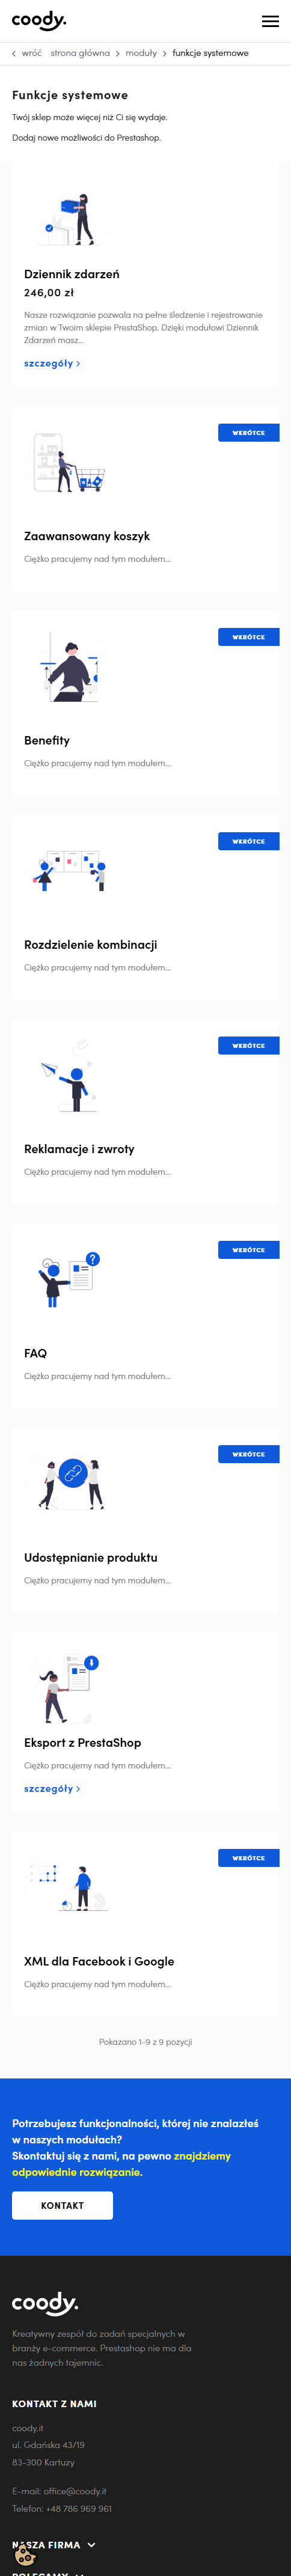 coody.
wróć strona główna moduły funkcje systemowe
Funkcje systemowe
Twój sklep może więcej niż Ci się wydaje.
Dodaj nowe możliwości do Prestashop.
Dziennik zdarzeń
246,00 zł
Nasze rozwiązanie pozwala na pełne śledzenie i rejestrowanie
zmian w Twoim sklepie PrestaShop. Dzięki modułowi Dziennik
Zdarzeń masz...
szczegóły
WKRÓTCE
Zaawansowany koszyk
Ciężko pracujemy nad tym modułem...
WKRÓTCE
Benefity
Ciężko pracujemy nad tym modułem...
WKRÓTCE
Rozdzielenie kombinacji
Ciężko pracujemy nad tym modułem...
WKRÓTCE
Reklamacje i zwroty
Ciężko pracujemy nad tym modułem...
WKRÓTCE
?
FAQ
Ciężko pracujemy nad tym modułem...
WKRÓTCE
Udostępnianie produktu
Ciężko pracujemy nad tym modułem...
Eksport z PrestaShop
Ciężko pracujemy nad tym modułem...
szczegóły
WKRÓTCE
XML dla Facebook i Google
Ciężko pracujemy nad tym modułem...
Pokazano 1-9 z 9 pozycji
Potrzebujesz funkcjonalności, której nie znalazłeś
w naszych modułach?
Skontaktuj się z nami, na pewno znajdziemy
odpowiednie rozwiązanie.
KONTAKT
coody.
Kreatywny zespół do zadań specjalnych w
branży e-commerce. Prestashop nie ma dla
nas żadnych tajemnic.
KONTAKT Z NAMI
coody.it
ul. Gdańska 43/19
83-300 Kartuzy
E-mail: office@coody.it
Telefon: +48 786 969 961
NASZA FIRMA
POLECAMY